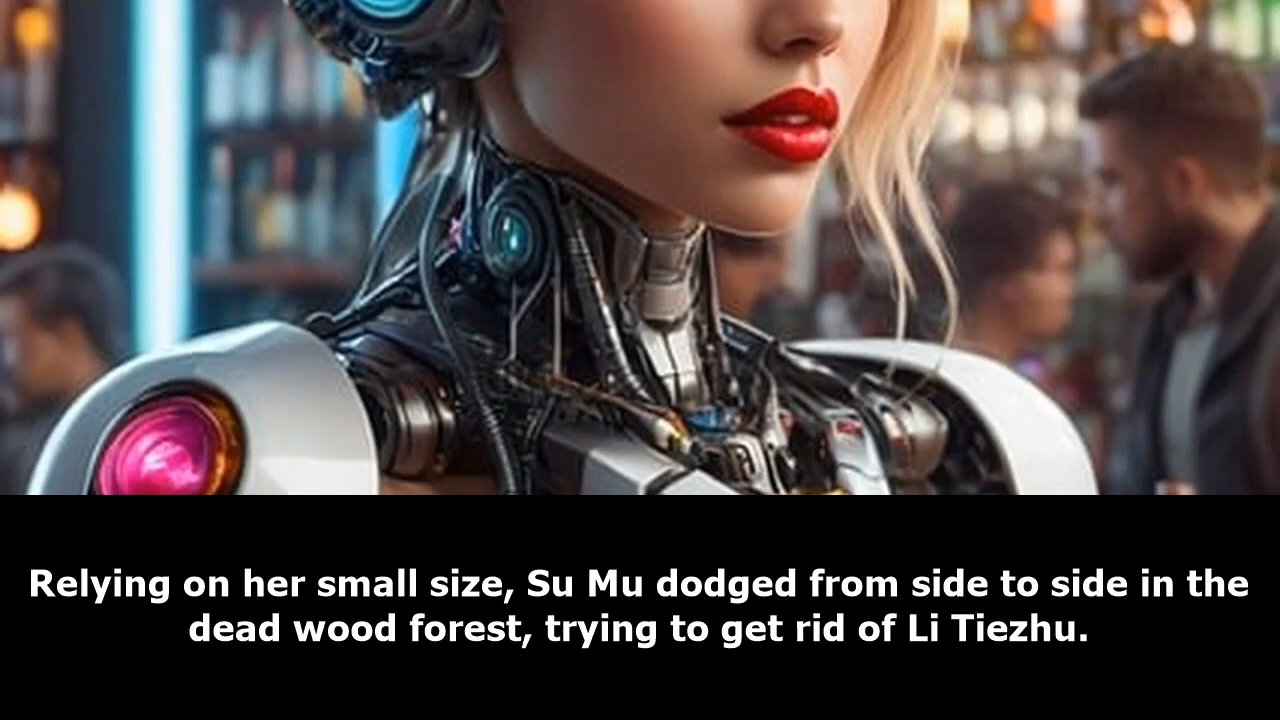 Relying on her small size, Su Mu dodged from side to side in the
dead wood forest, trying to get rid of Li Tiezhu.